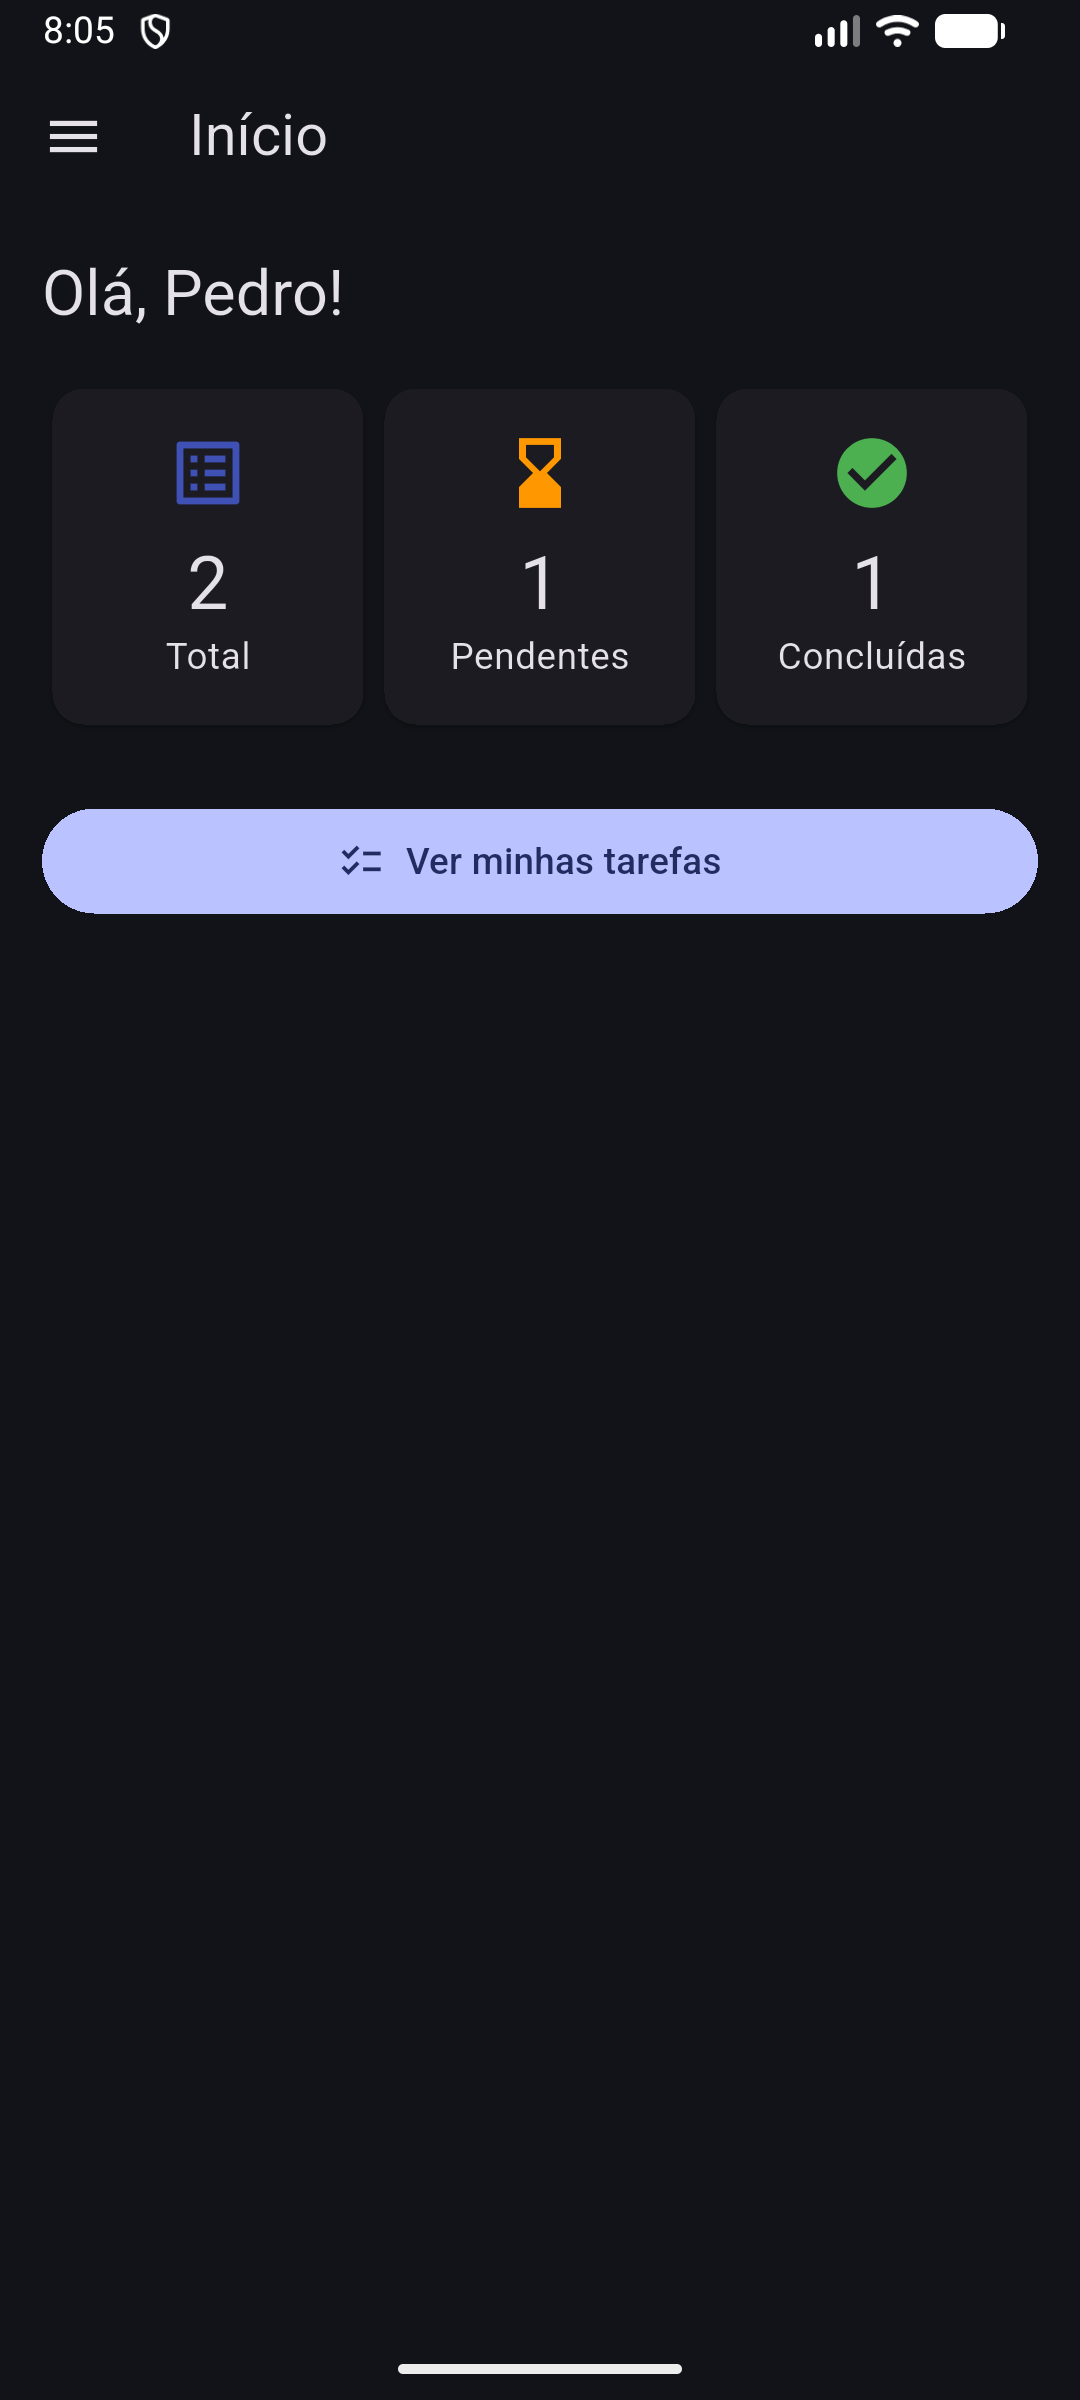 8:05
Início
Olá, Pedro!
2
Total
1
Pendentes
1
Concluídas
Ver minhas tarefas